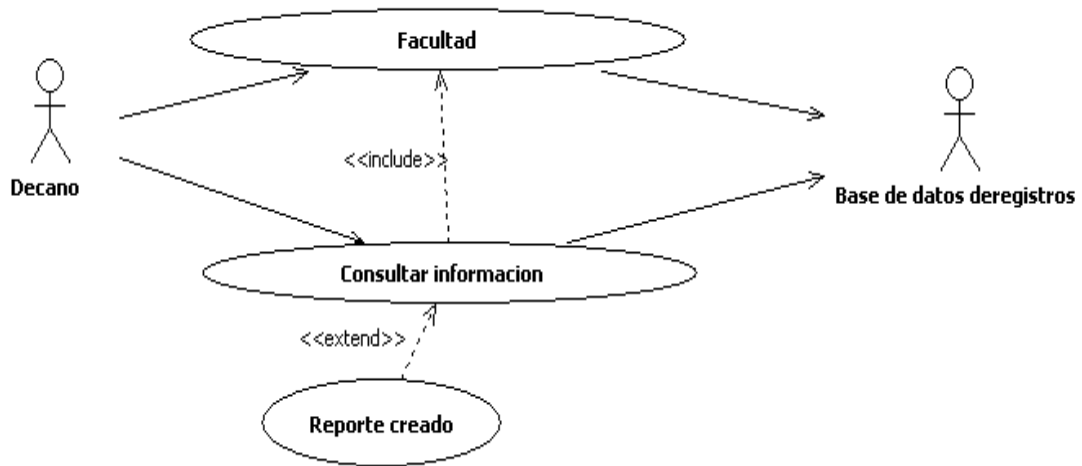 Facultad
<<include>>
Decano
Base de datos deregistros
Consultar informacion
<<extend>>
Reporte creado